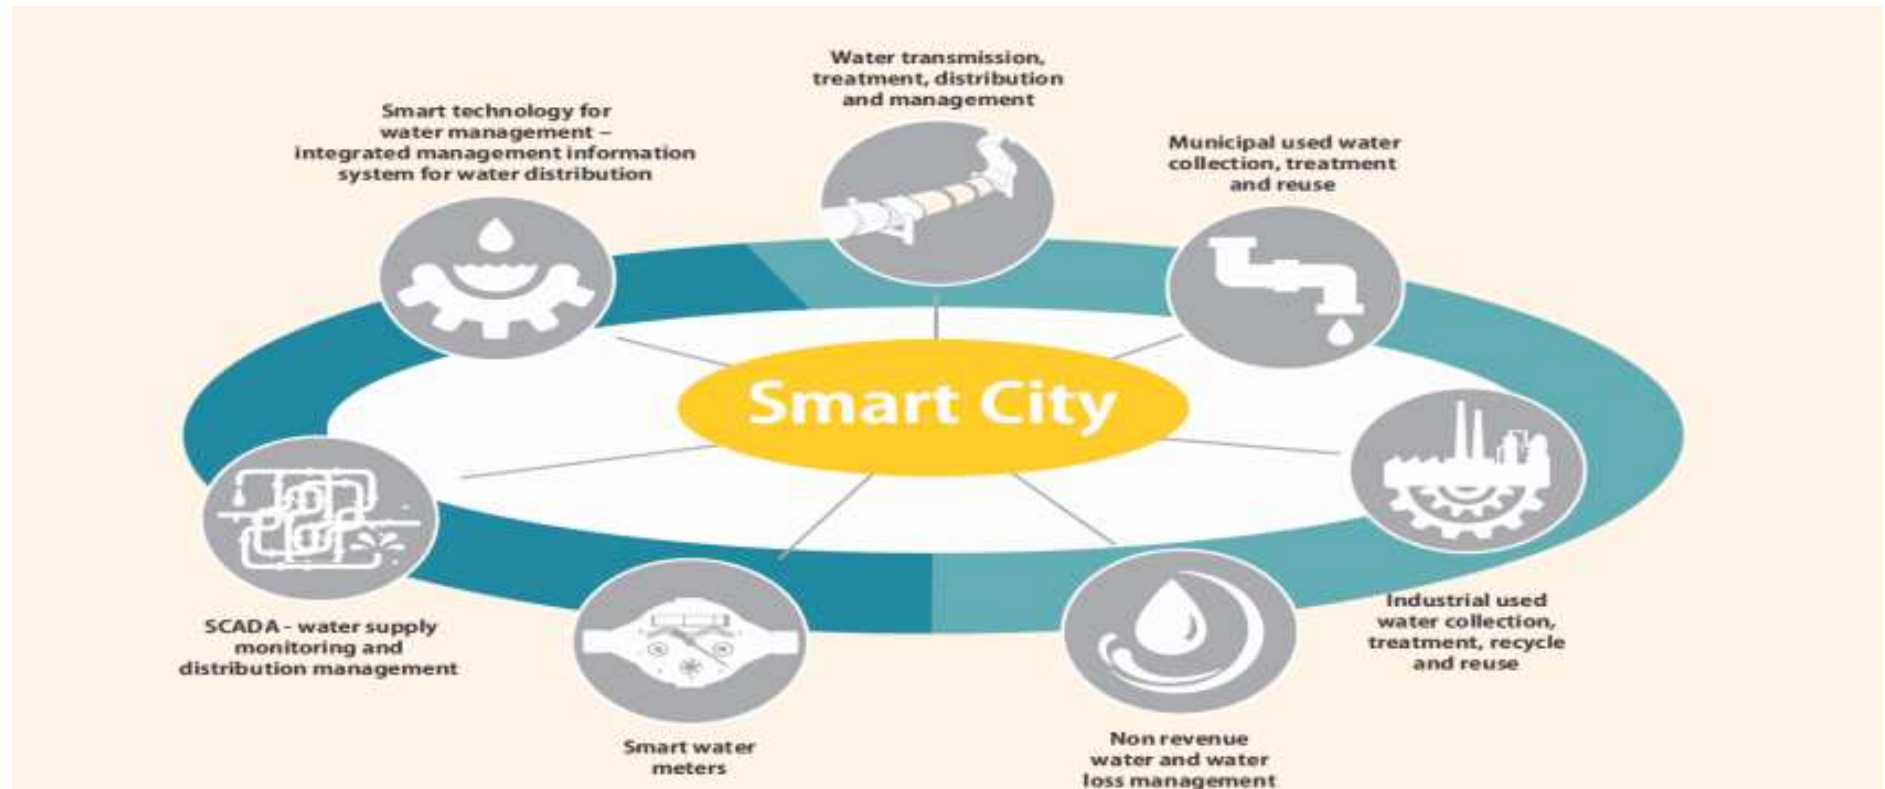 Water transmission,
treatment, distribution
and management
Smart technology for
water management –
integrated management information
system for water distribution
Municipal used water
collection, treatment
and reuse
Smart City
Industrial used
water collection,
treatment, recycle
and reuse
SCADA - water supply
monitoring and
distribution management
Smart water
meters
Non revenue
water and water
loss management